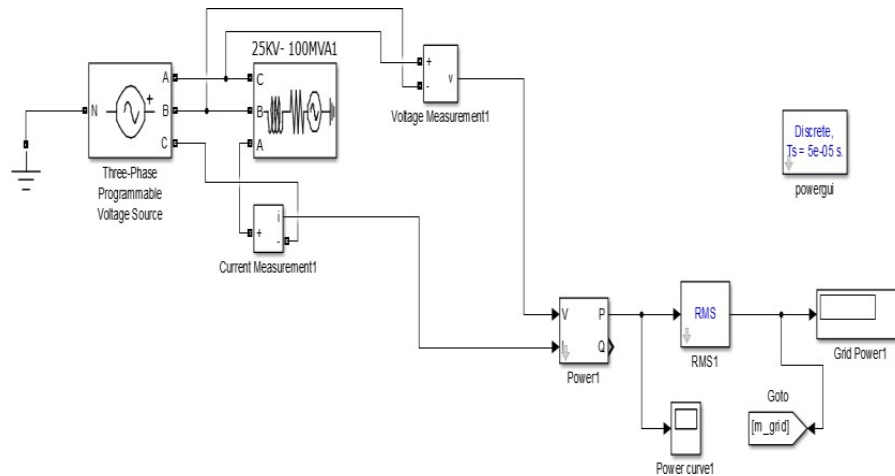 25KV- 100MVA1
A
B
C
N
+
Three-Phase
Programmable
Voltage Source
C
B
A
+
-
v
Voltage Measurement1
+
i
-
Current Measurement1
Discrete,
Ts = 5e-05 s.
powergui
V
I
P
Q
Power1
RMS
RMS1
Grid Power1
Goto
[m_grid]
Power curve1